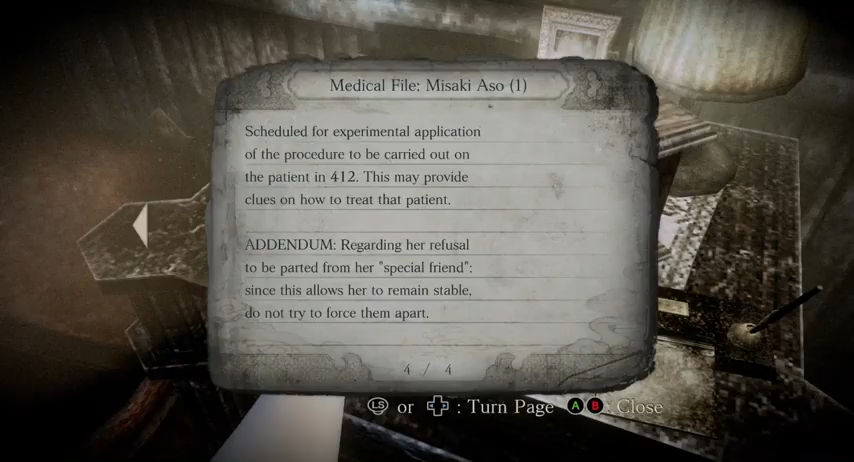 Medical File: Misaki Aso (1)
Scheduled for experimental application
of the procedure to be carried out on
the patient in 412. This may provide
clues on how to treat that patient.
ADDENDUM: Regarding her refusal
to be parted from her "special friend":
since this allows her to remain stable,
do not try to force them apart.
4 / 4
LS or : Turn Page A B : Close